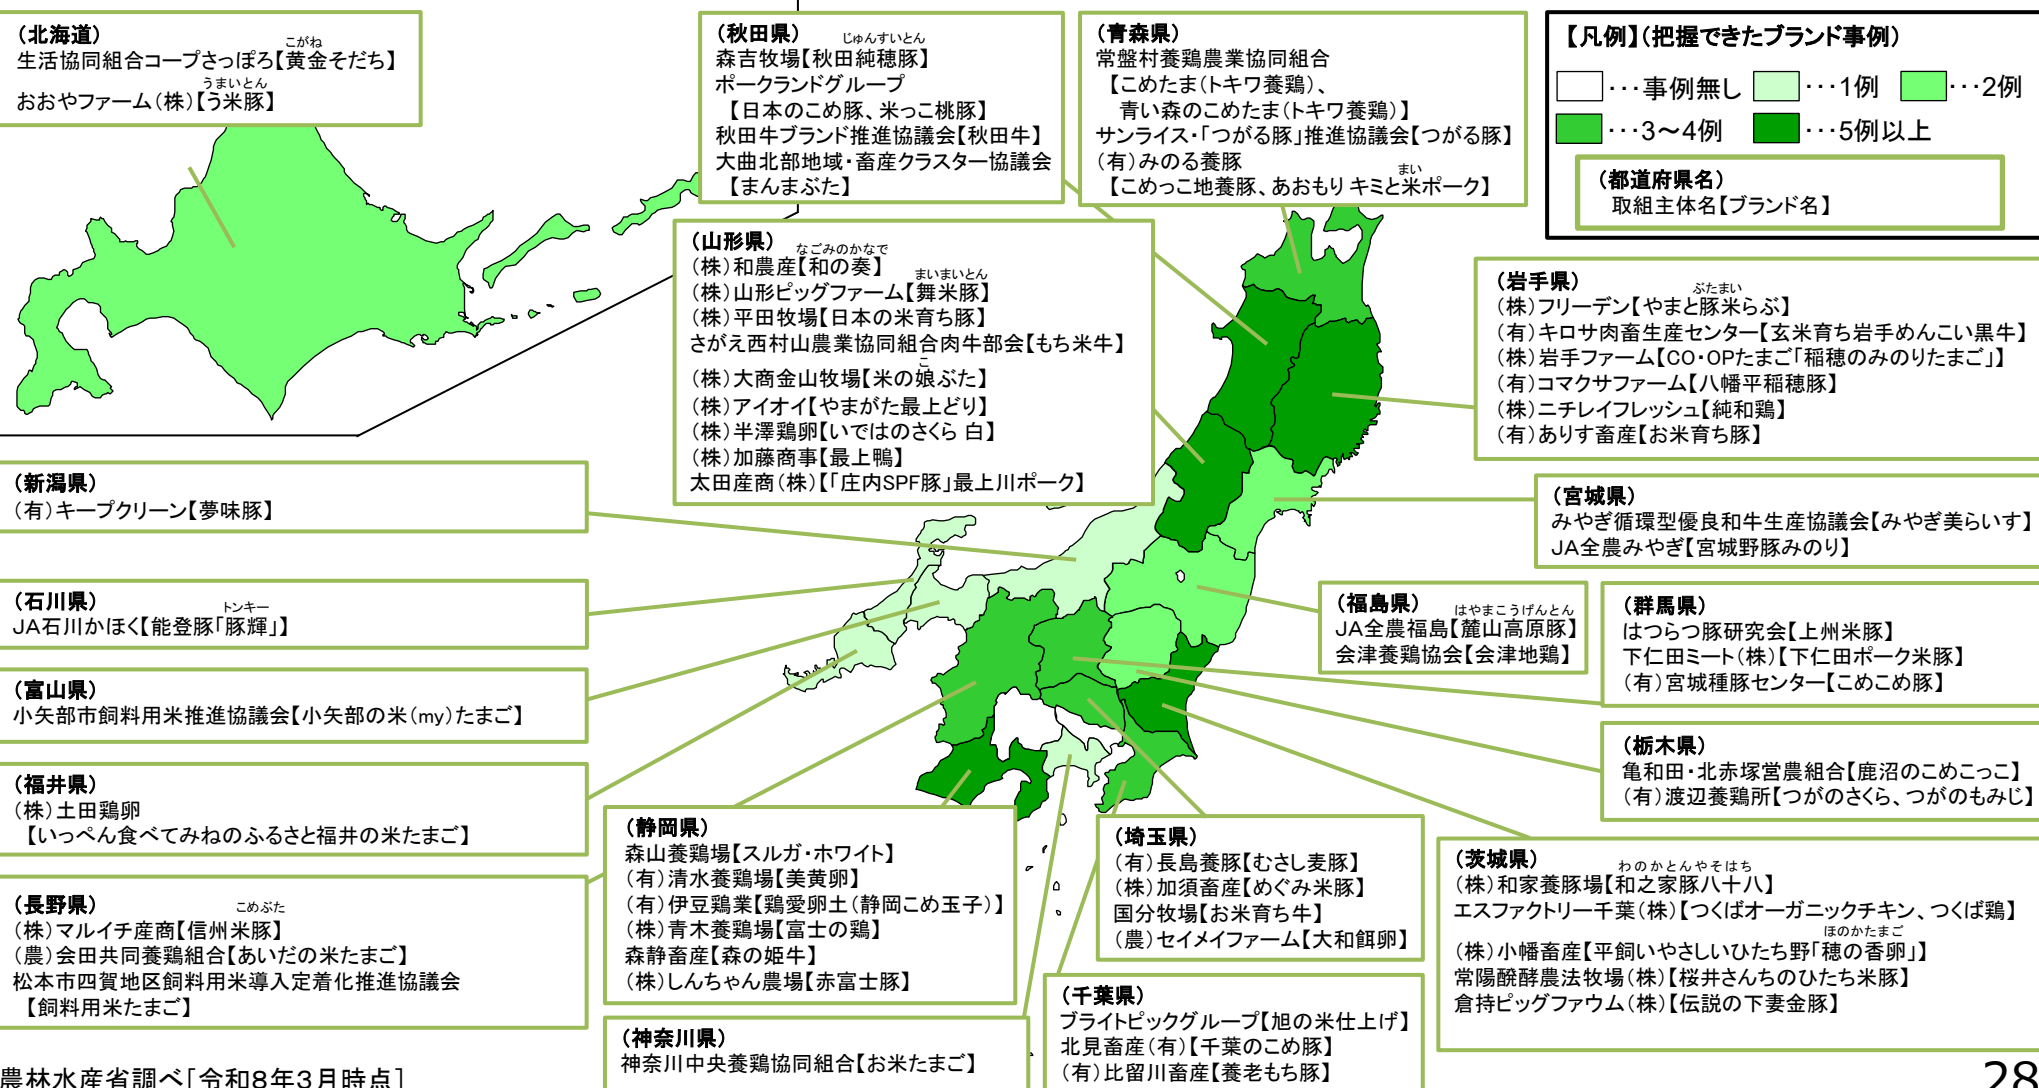 (北海道)
こがね
生活協同組合コープさっぽろ【黄金そだち】
うまいとん
おおやファーム(株)【う米豚】
(秋田県)
じゅんすいとん
森吉牧場【秋田純穂豚】
ポークランドグループ
【日本のこめ豚、米っこ桃豚】
秋田牛ブランド推進協議会【秋田牛】
大曲北部地域・畜産クラスター協議会
【まんまぶた】
(青森県)
常盤村養鶏農業協同組合
【こめたま(トキワ養鶏)、
青い森のこめたま(トキワ養鶏)】
サンライス・「つがる豚」推進協議会【つがる豚】
(有)みのる養豚
まい
【こめっこ地養豚、あおもり キミと米ポーク】
【凡例】(把握できたブランド事例)
・・・事例無し ・・・1例 ・・・2例
・・・3～4例 ・・・5例以上
(都道府県名)
取組主体名【ブランド名】
(山形県)
なごみのかなで
(株)和農産【和の奏】
まいまいとん
(株)山形ピッグファーム【舞米豚】
(株)平田牧場【日本の米育ち豚】
さがえ西村山農業協同組合肉牛部会【もち米牛】
こ
(株)大商金山牧場【米の娘ぶた】
(株)アイオイ【やまがた最上どり】
(株)半澤鶏卵【いではのさくら 白】
(株)加藤商事【最上鴨】
太田産商(株)【「庄内SPF豚」最上川ポーク】
(岩手県)
ぶたまい
(株)フリーデン【やまと豚米らぶ】
(有)キロサ肉畜生産センター【玄米育ち岩手めんこい黒牛】
(株)岩手ファーム【CO・OPたまご「稲穂のみのりたまご」】
(有)コマクサファーム【八幡平稲穂豚】
(株)ニチレイフレッシュ【純和鶏】
(有)ありす畜産【お米育ち豚】
(新潟県)
(有)キープクリーン【夢味豚】
(宮城県)
みやぎ循環型優良和牛生産協議会【みやぎ美らいす】
JA全農みやぎ【宮城野豚みのり】
(石川県)
トンキー
JA石川かほく【能登豚「豚輝」】
(福島県)
はやまこうげんとん
JA全農福島【麓山高原豚】
会津養鶏協会【会津地鶏】
(群馬県)
はつらつ豚研究会【上州米豚】
下仁田ミート(株)【下仁田ポーク米豚】
(有)宮城種豚センター【こめこめ豚】
(富山県)
小矢部市飼料用米推進協議会【小矢部の米(my)たまご】
(栃木県)
亀和田・北赤塚営農組合【鹿沼のこめこっこ】
(有)渡辺養鶏所【つがのさくら、つがのもみじ】
(福井県)
(株)土田鶏卵
【いっぺん食べてみねのふるさと福井の米たまご】
(静岡県)
森山養鶏場【スルガ・ホワイト】
(有)清水養鶏場【美黄卵】
(有)伊豆鶏業【鶏愛卵土(静岡こめ玉子)】
(株)青木養鶏場【富士の鶏】
森静畜産【森の姫牛】
(株)しんちゃん農場【赤富士豚】
(埼玉県)
(有)長島養豚【むさし麦豚】
(株)加須畜産【めぐみ米豚】
国分牧場【お米育ち牛】
(農)セイメイファーム【大和餌卵】
(茨城県)
わのかとんやそはち
(株)和家養豚場【和之家豚八十八】
エスファクトリー千葉(株)【つくばオーガニックチキン、つくば鶏】
ほのかたまご
(株)小幡畜産【平飼いやさしいひたち野「穂の香卵」】
常陽醗酵農法牧場(株)【桜井さんちのひたち米豚】
倉持ピッグファウム(株)【伝説の下妻金豚】
(長野県)
こめぶた
(株)マルイチ産商【信州米豚】
(農)会田共同養鶏組合【あいだの米たまご】
松本市四賀地区飼料用米導入定着化推進協議会
【飼料用米たまご】
(千葉県)
ブライトピックグループ【旭の米仕上げ】
北見畜産(有)【千葉のこめ豚】
(有)比留川畜産【養老もち豚】
(神奈川県)
神奈川中央養鶏協同組合【お米たまご】
農林水産省調べ[令和8年3月時点]
28